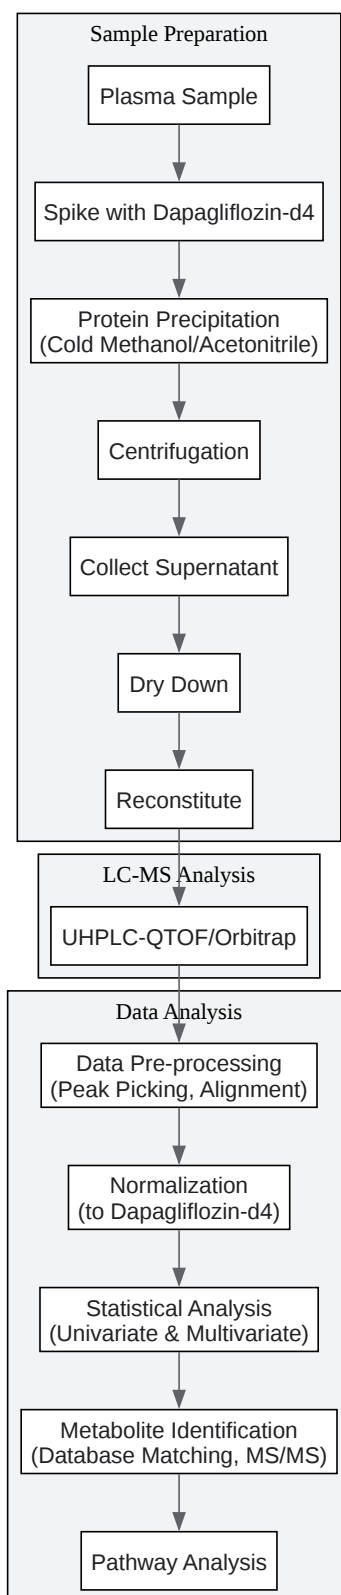 Sample Preparation
Plasma Sample
Spike with Dapagliflozin-d4
Protein Precipitation
(Cold Methanol/Acetonitrile)
Centrifugation
Collect Supernatant
Dry Down
Reconstitute
LC-MS Analysis
UHPLC-QTOF/Orbitrap
Data Analysis
Data Pre-processing
(Peak Picking, Alignment)
Normalization
(to Dapagliflozin-d4)
Statistical Analysis
(Univariate & Multivariate)
Metabolite Identification
(Database Matching, MS/MS)
Pathway Analysis